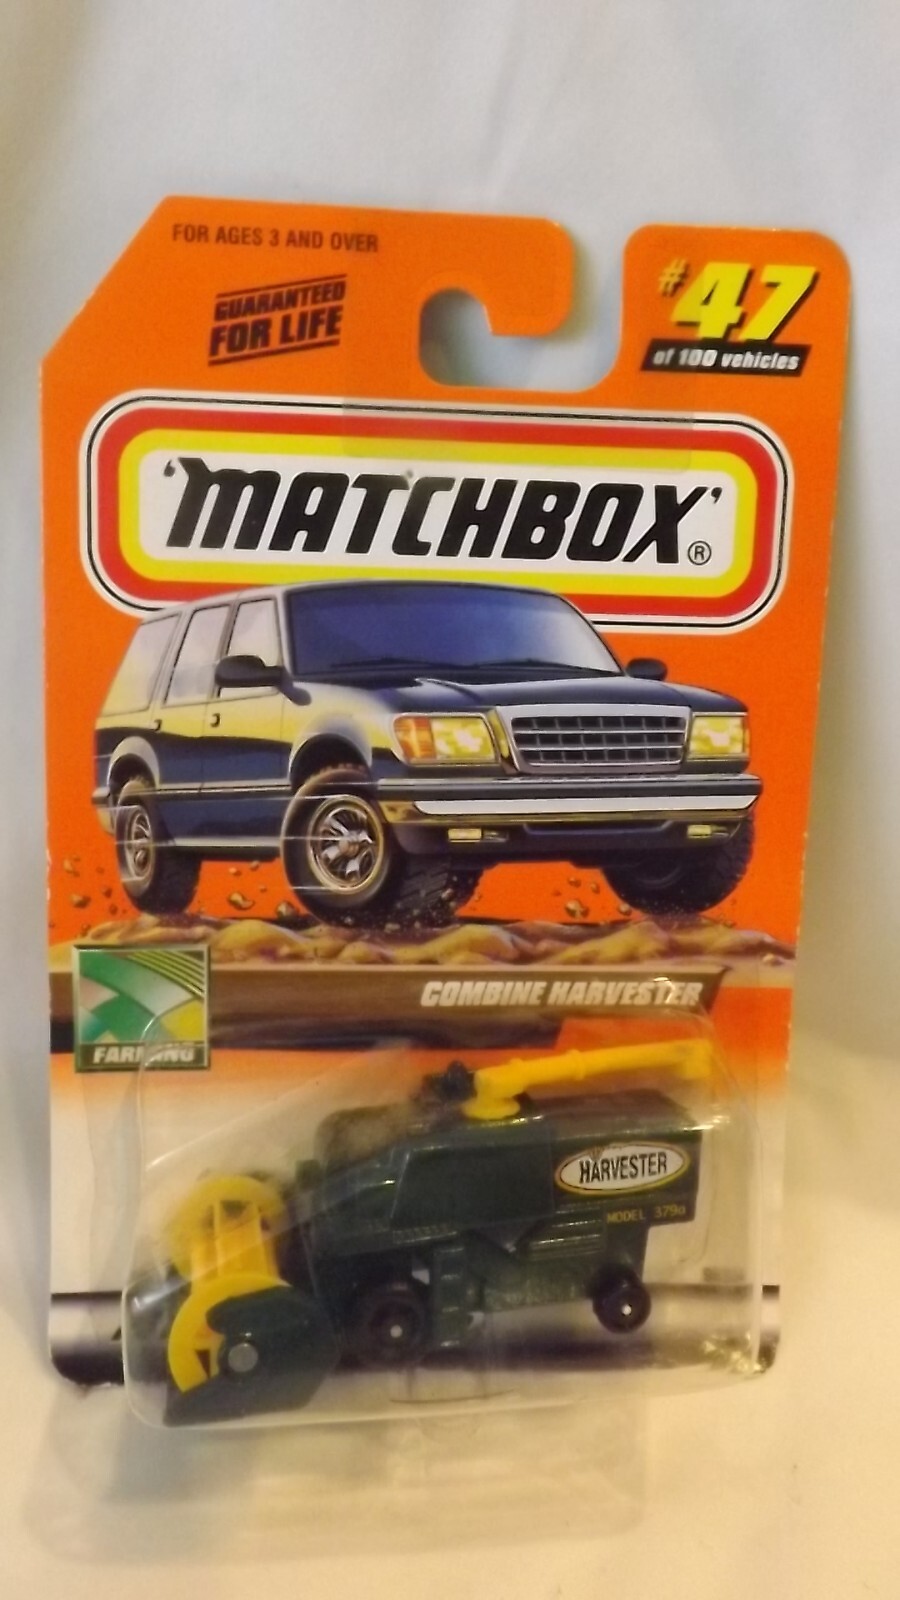 FOR AGES 3 AND OVER
GUARANTEED
FOR LIFE
#47
of 100 vehicles
'MATCHBOX'®
COMBINE HARVESTER
FARMING
HARVESTER
MODEL 379a